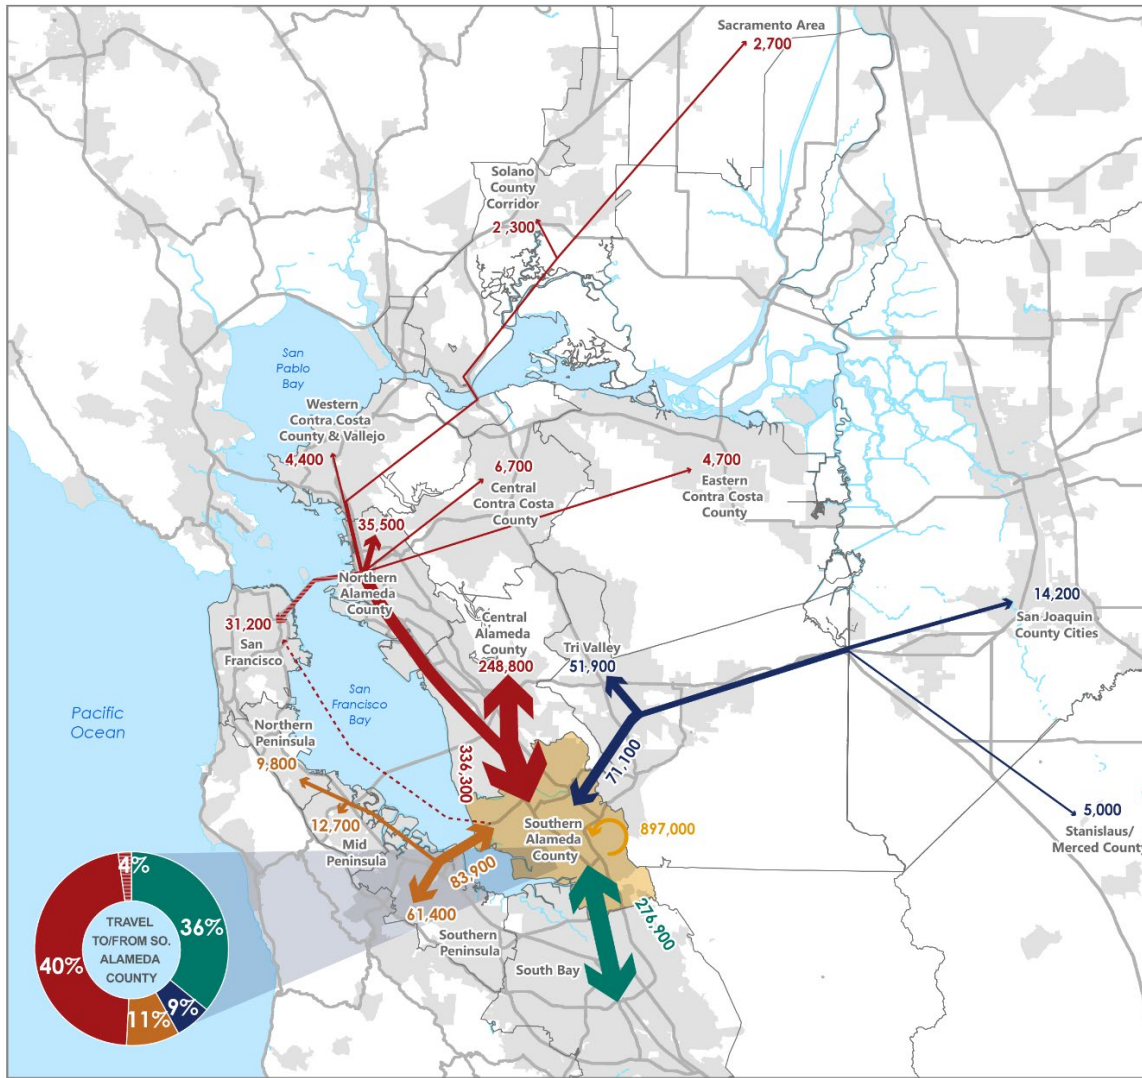 Sacramento Area
2,700
Solano
County
Corridor
2 ,300
San
Pablo
Bay
Western
Contra Costa
County & Vallejo
4,400
6,700
Central
Contra Costa
County
4,700
Eastern
Contra Costa
County
35,500
Northern
Alameda
County
14,200
San Joaquin
County Cities
31,200
San
Francisco
Central
Alameda
County
248,800
Tri Valley
51,900
San
Francisco
Bay
Pacific
Ocean
Northern
Peninsula
9,800
336,300
71,100
12,700
Mid
Peninsula
Southern
Alameda
County
897,000
5,000
Stanislaus/
Merced County
83,900
61,400
Southern
Peninsula
276,900
South Bay
4%
36%
TRAVEL
TO/FROM SO.
ALAMEDA
COUNTY
40%
9%
11%